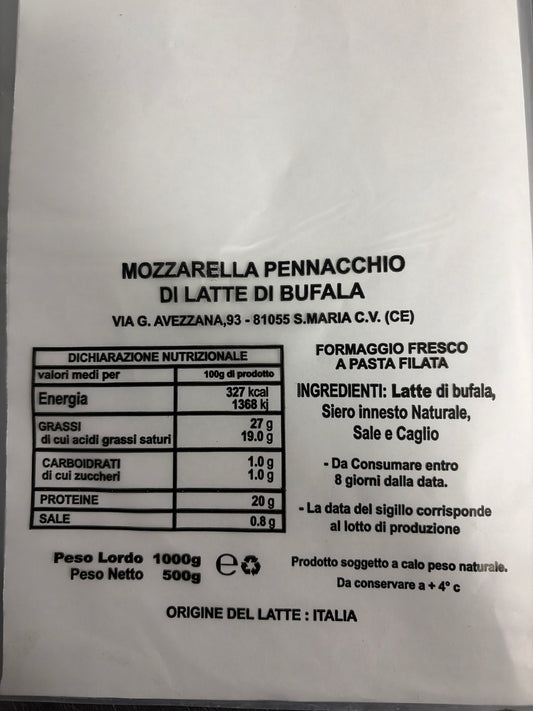 MOZZARELLA PENNACCHIO
DI LATTE DI BUFALA
VIA G. AVEZZANA,93 - 81055 S.MARIA C.V. (CE)
DICHIARAZIONE NUTRIZIONALE
valori medi per 100g di prodotto
Energia 327 kcal
1368 kj
GRASSI 27 g
di cui acidi grassi saturi 19.0 g
CARBOIDRATI 1.0 g
di cui zuccheri 1.0 g
PROTEINE 20 g
SALE 0.8 g
FORMAGGIO FRESCO
A PASTA FILATA
INGREDIENTI: Latte di bufala,
Siero innesto Naturale,
Sale e Caglio
- Da Consumare entro
8 giorni dalla data.
- La data del sigillo corrisponde
al lotto di produzione
Peso Lordo 1000g e
Peso Netto 500g
Prodotto soggetto a calo peso naturale.
Da conservare a + 4° c
ORIGINE DEL LATTE : ITALIA